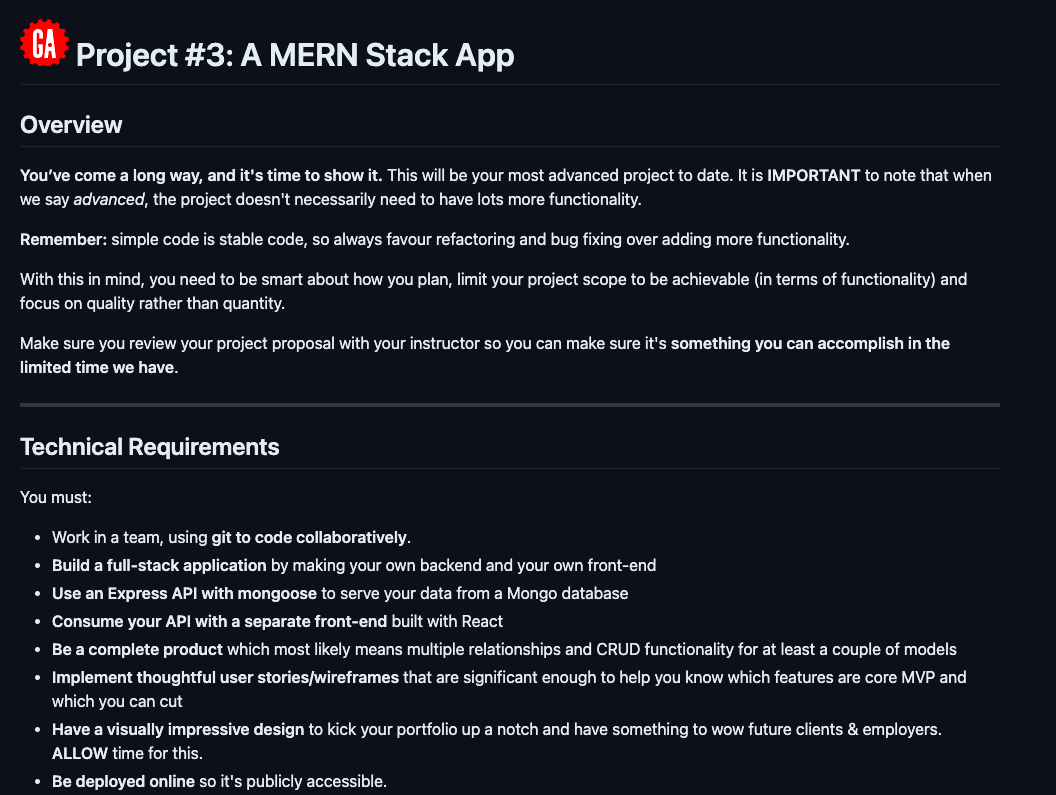 GA Project #3: A MERN Stack App
Overview
You’ve come a long way, and it's time to show it. This will be your most advanced project to date. It is IMPORTANT to note that when
we say advanced, the project doesn't necessarily need to have lots more functionality.
Remember: simple code is stable code, so always favour refactoring and bug fixing over adding more functionality.
With this in mind, you need to be smart about how you plan, limit your project scope to be achievable (in terms of functionality) and
focus on quality rather than quantity.
Make sure you review your project proposal with your instructor so you can make sure it's something you can accomplish in the
limited time we have.
Technical Requirements
You must:
• Work in a team, using git to code collaboratively.
• Build a full-stack application by making your own backend and your own front-end
• Use an Express API with mongoose to serve your data from a Mongo database
• Consume your API with a separate front-end built with React
• Be a complete product which most likely means multiple relationships and CRUD functionality for at least a couple of models
• Implement thoughtful user stories/wireframes that are significant enough to help you know which features are core MVP and
which you can cut
• Have a visually impressive design to kick your portfolio up a notch and have something to wow future clients & employers.
ALLOW time for this.
• Be deployed online so it's publicly accessible.